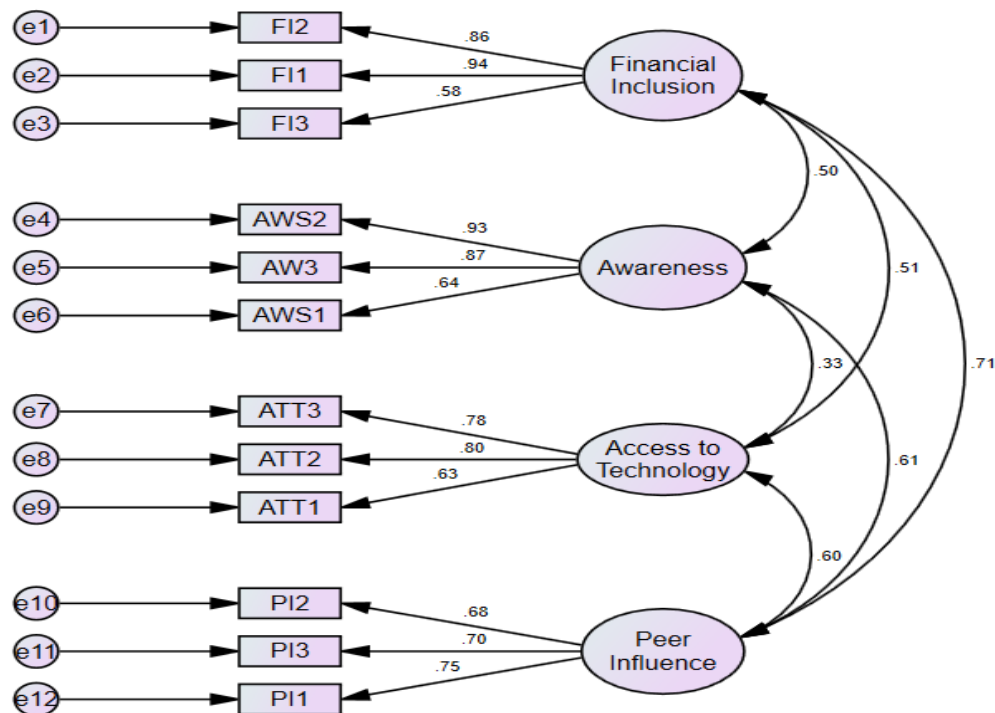 e1
FI2
.86
Financial
Inclusion
e2
FI1
.94
e3
FI3
.58
.50
e4
AWS2
.93
Awareness
e5
AW3
.87
e6
AWS1
.64
.51
.33
.71
e7
ATT3
.78
Access to
Technology
e8
ATT2
.80
e9
ATT1
.63
.61
.60
e10
PI2
.68
Peer
Influence
e11
PI3
.70
e12
PI1
.75